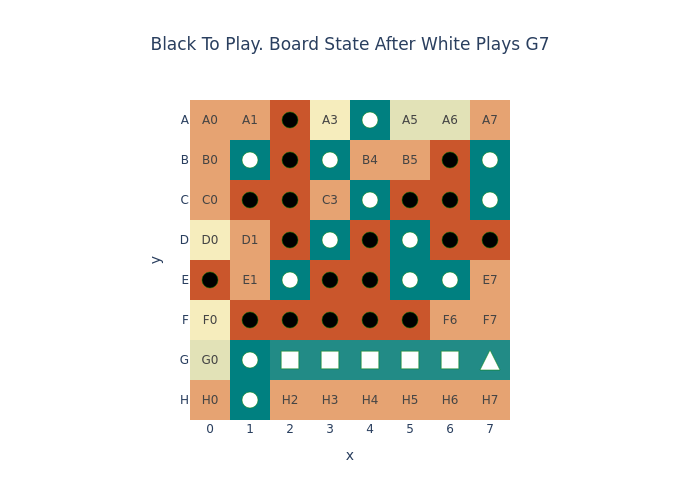 Black To Play. Board State After White Plays G7
A A0 A1 A3 A5 A6 A7
B B0 B4 B5
C C0 C3
D D0 D1
E E1 E7
F F0 F6 F7
G G0
H H0 H2 H3 H4 H5 H6 H7
0 1 2 3 4 5 6 7
x
y